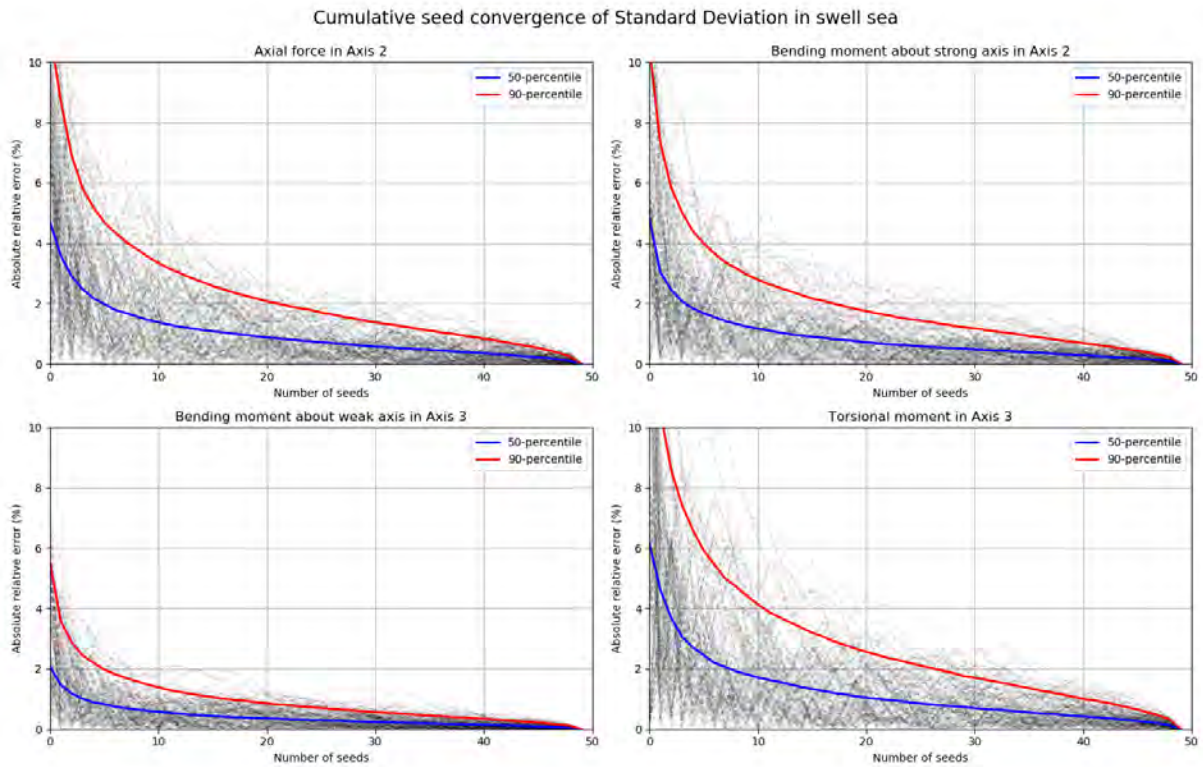 Cumulative seed convergence of Standard Deviation in swell sea
Axial force in Axis 2
Absolute relative error (%)
10
8
6
4
2
0
50-percentile
90-percentile
0 10 20 30 40 50
Number of seeds
Bending moment about strong axis in Axis 2
Absolute relative error (%)
10
8
6
4
2
0
50-percentile
90-percentile
0 10 20 30 40 50
Number of seeds
Bending moment about weak axis in Axis 3
Absolute relative error (%)
10
8
6
4
2
0
50-percentile
90-percentile
0 10 20 30 40 50
Number of seeds
Torsional moment in Axis 3
Absolute relative error (%)
10
8
6
4
2
0
50-percentile
90-percentile
0 10 20 30 40 50
Number of seeds